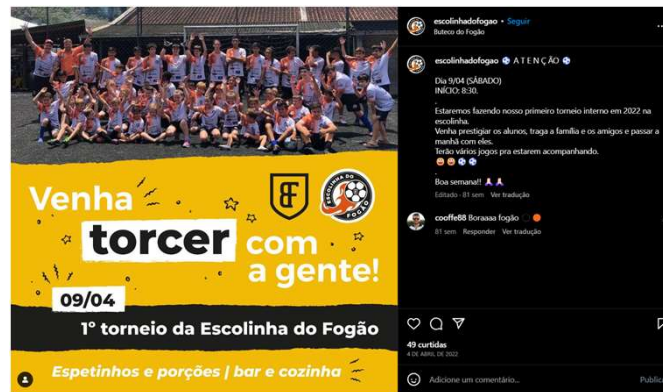 Venha
torcer com
a gente!
BF
ESCOLINHA DO
FOGÃO
09/04
1º torneio da Escolinha do Fogão
Espetinhos e porções | bar e cozinha
escolinhadofogao • Seguir
Buteco do Fogão
escolinhadofogao ⚽ A T E N Ç Ã O ⚽
Dia 9/04 (SÁBADO)
INÍCIO: 8:30.
.
Estaremos fazendo nosso primeiro torneio interno em 2022 na
escolinha.
Venha prestigiar os alunos, traga a família e os amigos e passar a
manhã com eles.
Terão vários jogos pra estarem acompanhando.
.
Boa semana!!
Editado · 81 sem Ver tradução
cooffe88 Boraaaa fogão
81 sem Responder Ver tradução
49 curtidas
4 DE ABRIL DE 2022
Adicione um comentário...
Public